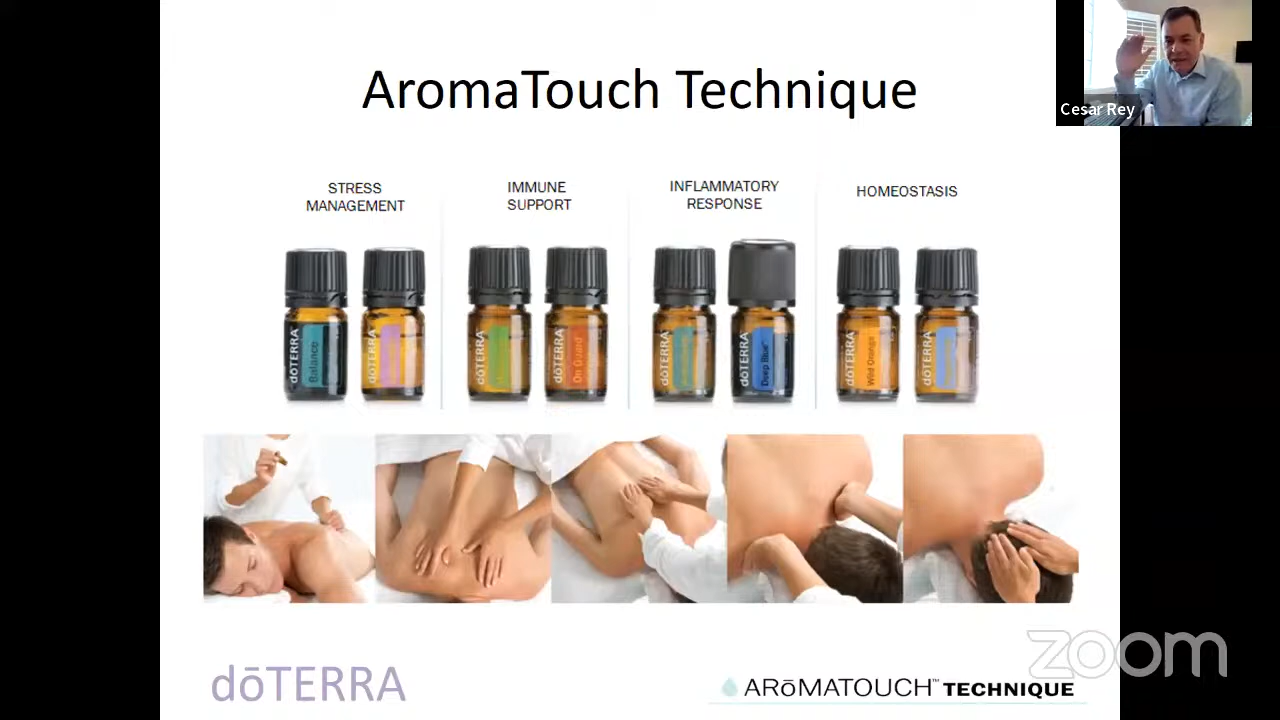 AromaTouch Technique
Cesar Rey
STRESS
MANAGEMENT
IMMUNE
SUPPORT
INFLAMMATORY
RESPONSE
HOMEOSTASIS
dōTERRA
Balance
dōTERRA
dōTERRA
dōTERRA
On Guard
dōTERRA
dōTERRA
Deep Blue
dōTERRA
Wild Orange
dōTERRA
zoom
dōTERRA
ARōMATOUCH™ TECHNIQUE